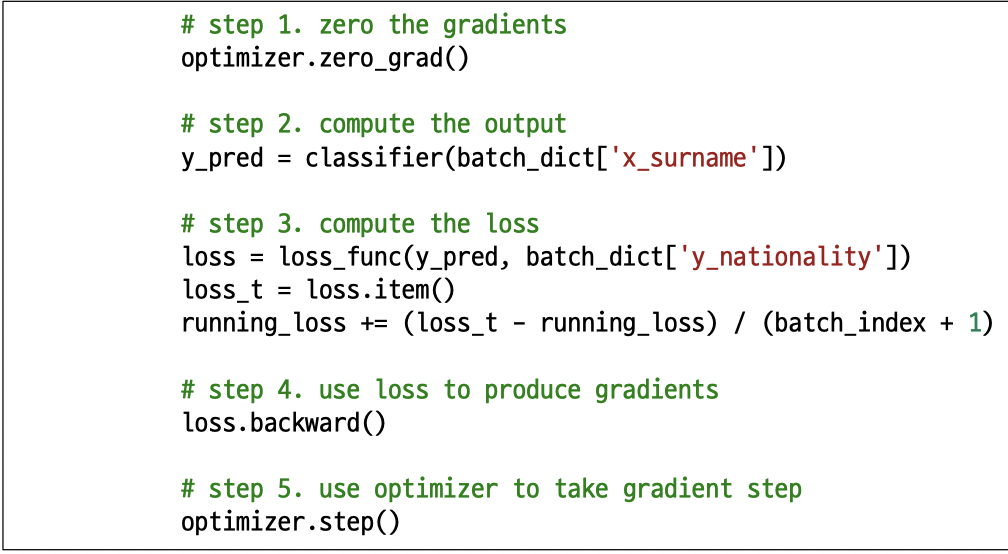 # step 1. zero the gradients
optimizer.zero_grad()
# step 2. compute the output
y_pred = classifier(batch_dict['x_surname'])
# step 3. compute the loss
loss = loss_func(y_pred, batch_dict['y_nationality'])
loss_t = loss.item()
running_loss += (loss_t - running_loss) / (batch_index + 1)
# step 4. use loss to produce gradients
loss.backward()
# step 5. use optimizer to take gradient step
optimizer.step()